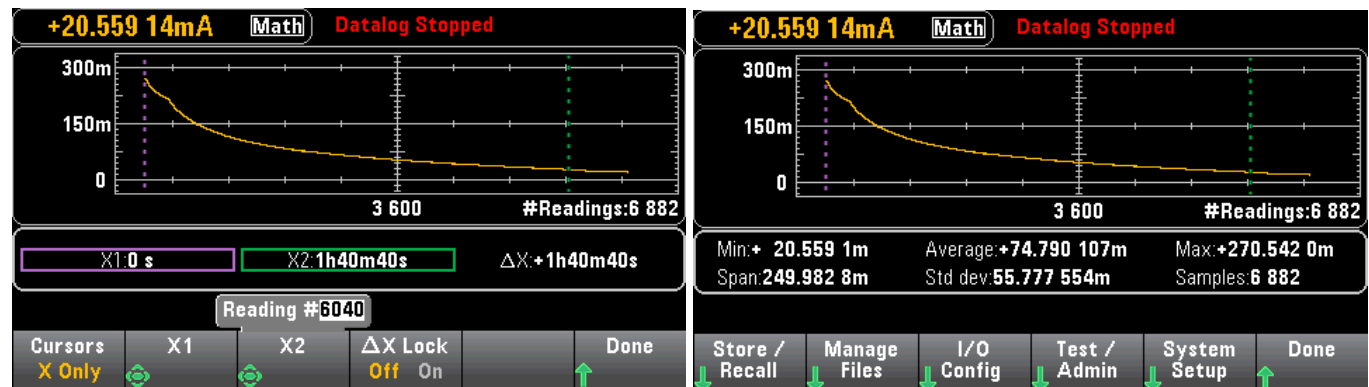 +20.559 14mA Math Datalog Stopped
300m
150m
0
3 600 #Readings:6 882
X1:0 s X2:1h40m40s ΔX:+1h40m40s
Reading #6040
Cursors X1 X2 ΔX Lock Done
X Only Off On
+20.559 14mA Math Datalog Stopped
300m
150m
0
3 600 #Readings:6 882
Min:+ 20.559 1m Average:+74.790 107m Max:+270.542 0m
Span:249.982 8m Std dev:55.777 554m Samples:6 882
Store / Manage I/O Test / System Done
Recall Files Config Admin Setup